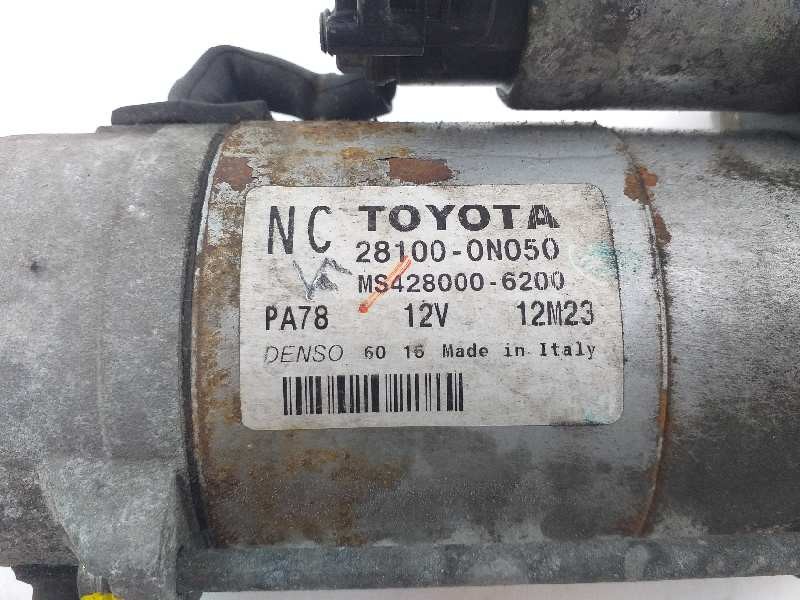 NC TOYOTA
28100-0N050
MS428000-6200
PA78 12V 12M23
DENSO 60 16 Made in Italy